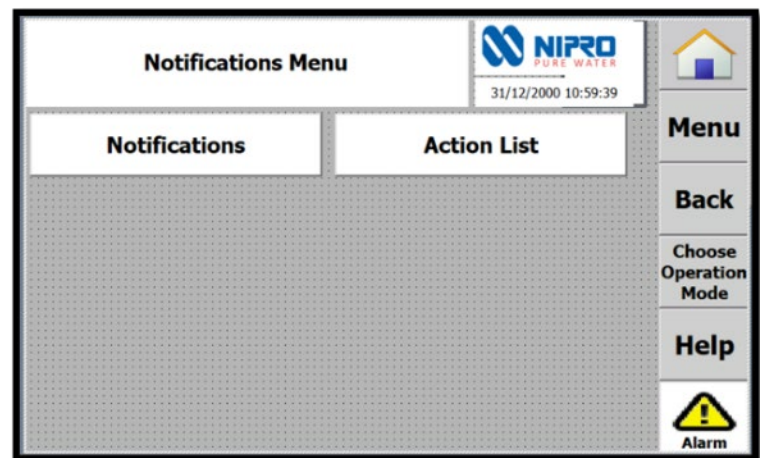 Notifications Menu
NIPRO
PURE WATER
31/12/2000 10:59:39
Notifications
Action List
Menu
Back
Choose
Operation
Mode
Help
Alarm